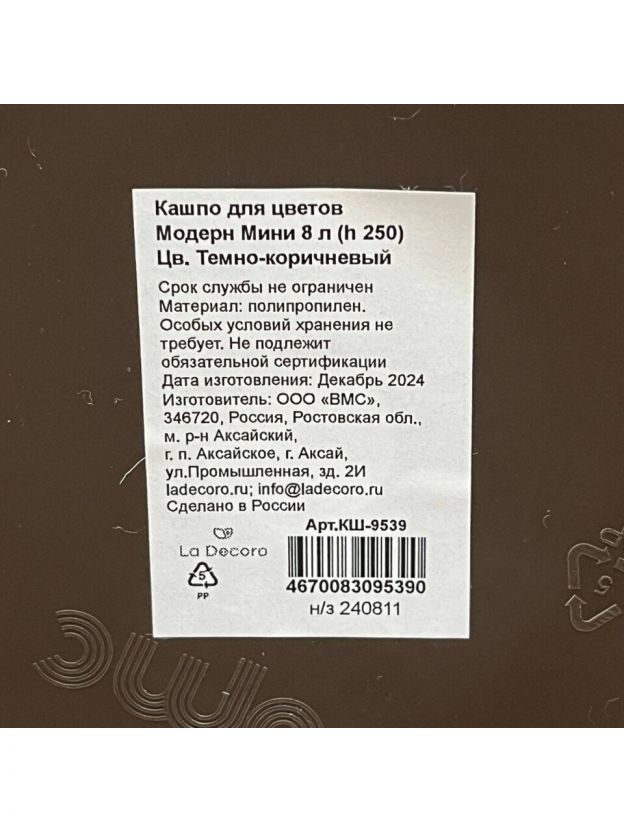 Кашпо для цветов
Модерн Мини 8 л (h 250)
Цв. Темно-коричневый
Срок службы не ограничен
Материал: полипропилен.
Особых условий хранения не
требует. Не подлежит
обязательной сертификации
Дата изготовления: Декабрь 2024
Изготовитель: ООО «ВМС»,
346720, Россия, Ростовская обл.,
м. р-н Аксайский,
г. п. Аксайское, г. Аксай,
ул.Промышленная, зд. 2И
ladecoro.ru; info@ladecoro.ru
Сделано в России
Арт.КШ-9539
La Decoro
4670083095390
5
PP
н/з 240811